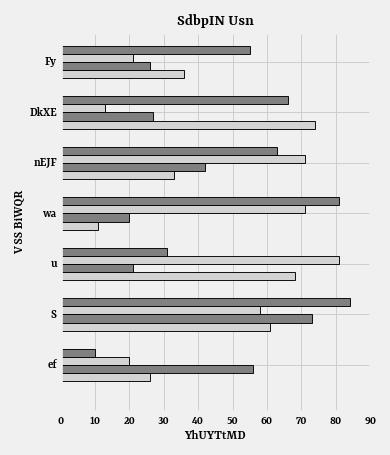 SdbpIN Usn
Fy
DkXE
nEJF
wa
u
S
ef
VSS BiWQR
0 10 20 30 40 50 60 70 80 90
YhUYTtMD